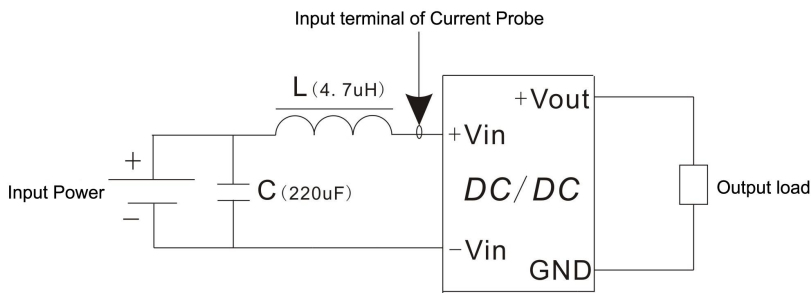 Input terminal of Current Probe
L (4. 7uH)
+Vout
+
+Vin
Input Power
C (220uF)
DC/DC
Output load
−
−Vin
GND